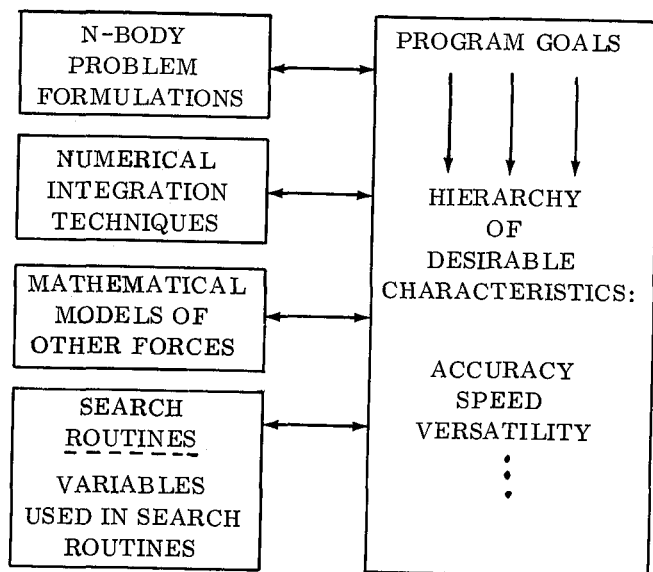 N-BODY
PROBLEM
FORMULATIONS
NUMERICAL
INTEGRATION
TECHNIQUES
MATHEMATICAL
MODELS OF
OTHER FORCES
SEARCH
ROUTINES
VARIABLES
USED IN SEARCH
ROUTINES
PROGRAM GOALS
HIERARCHY
OF
DESIRABLE
CHARACTERISTICS:
ACCURACY
SPEED
VERSATILITY